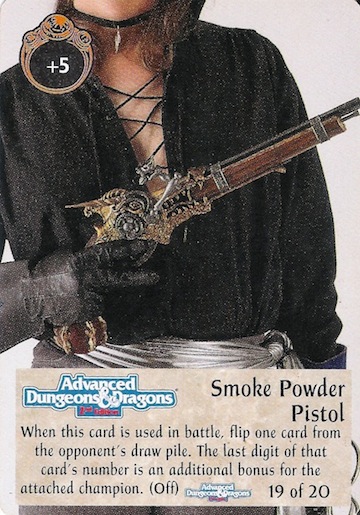 +5
Advanced
Dungeons & Dragons
2nd Edition
Smoke Powder
Pistol
When this card is used in battle, flip one card from
the opponent's draw pile. The last digit of that
card's number is an additional bonus for the
attached champion. (Off)
Advanced
Dungeons & Dragons
19 of 20